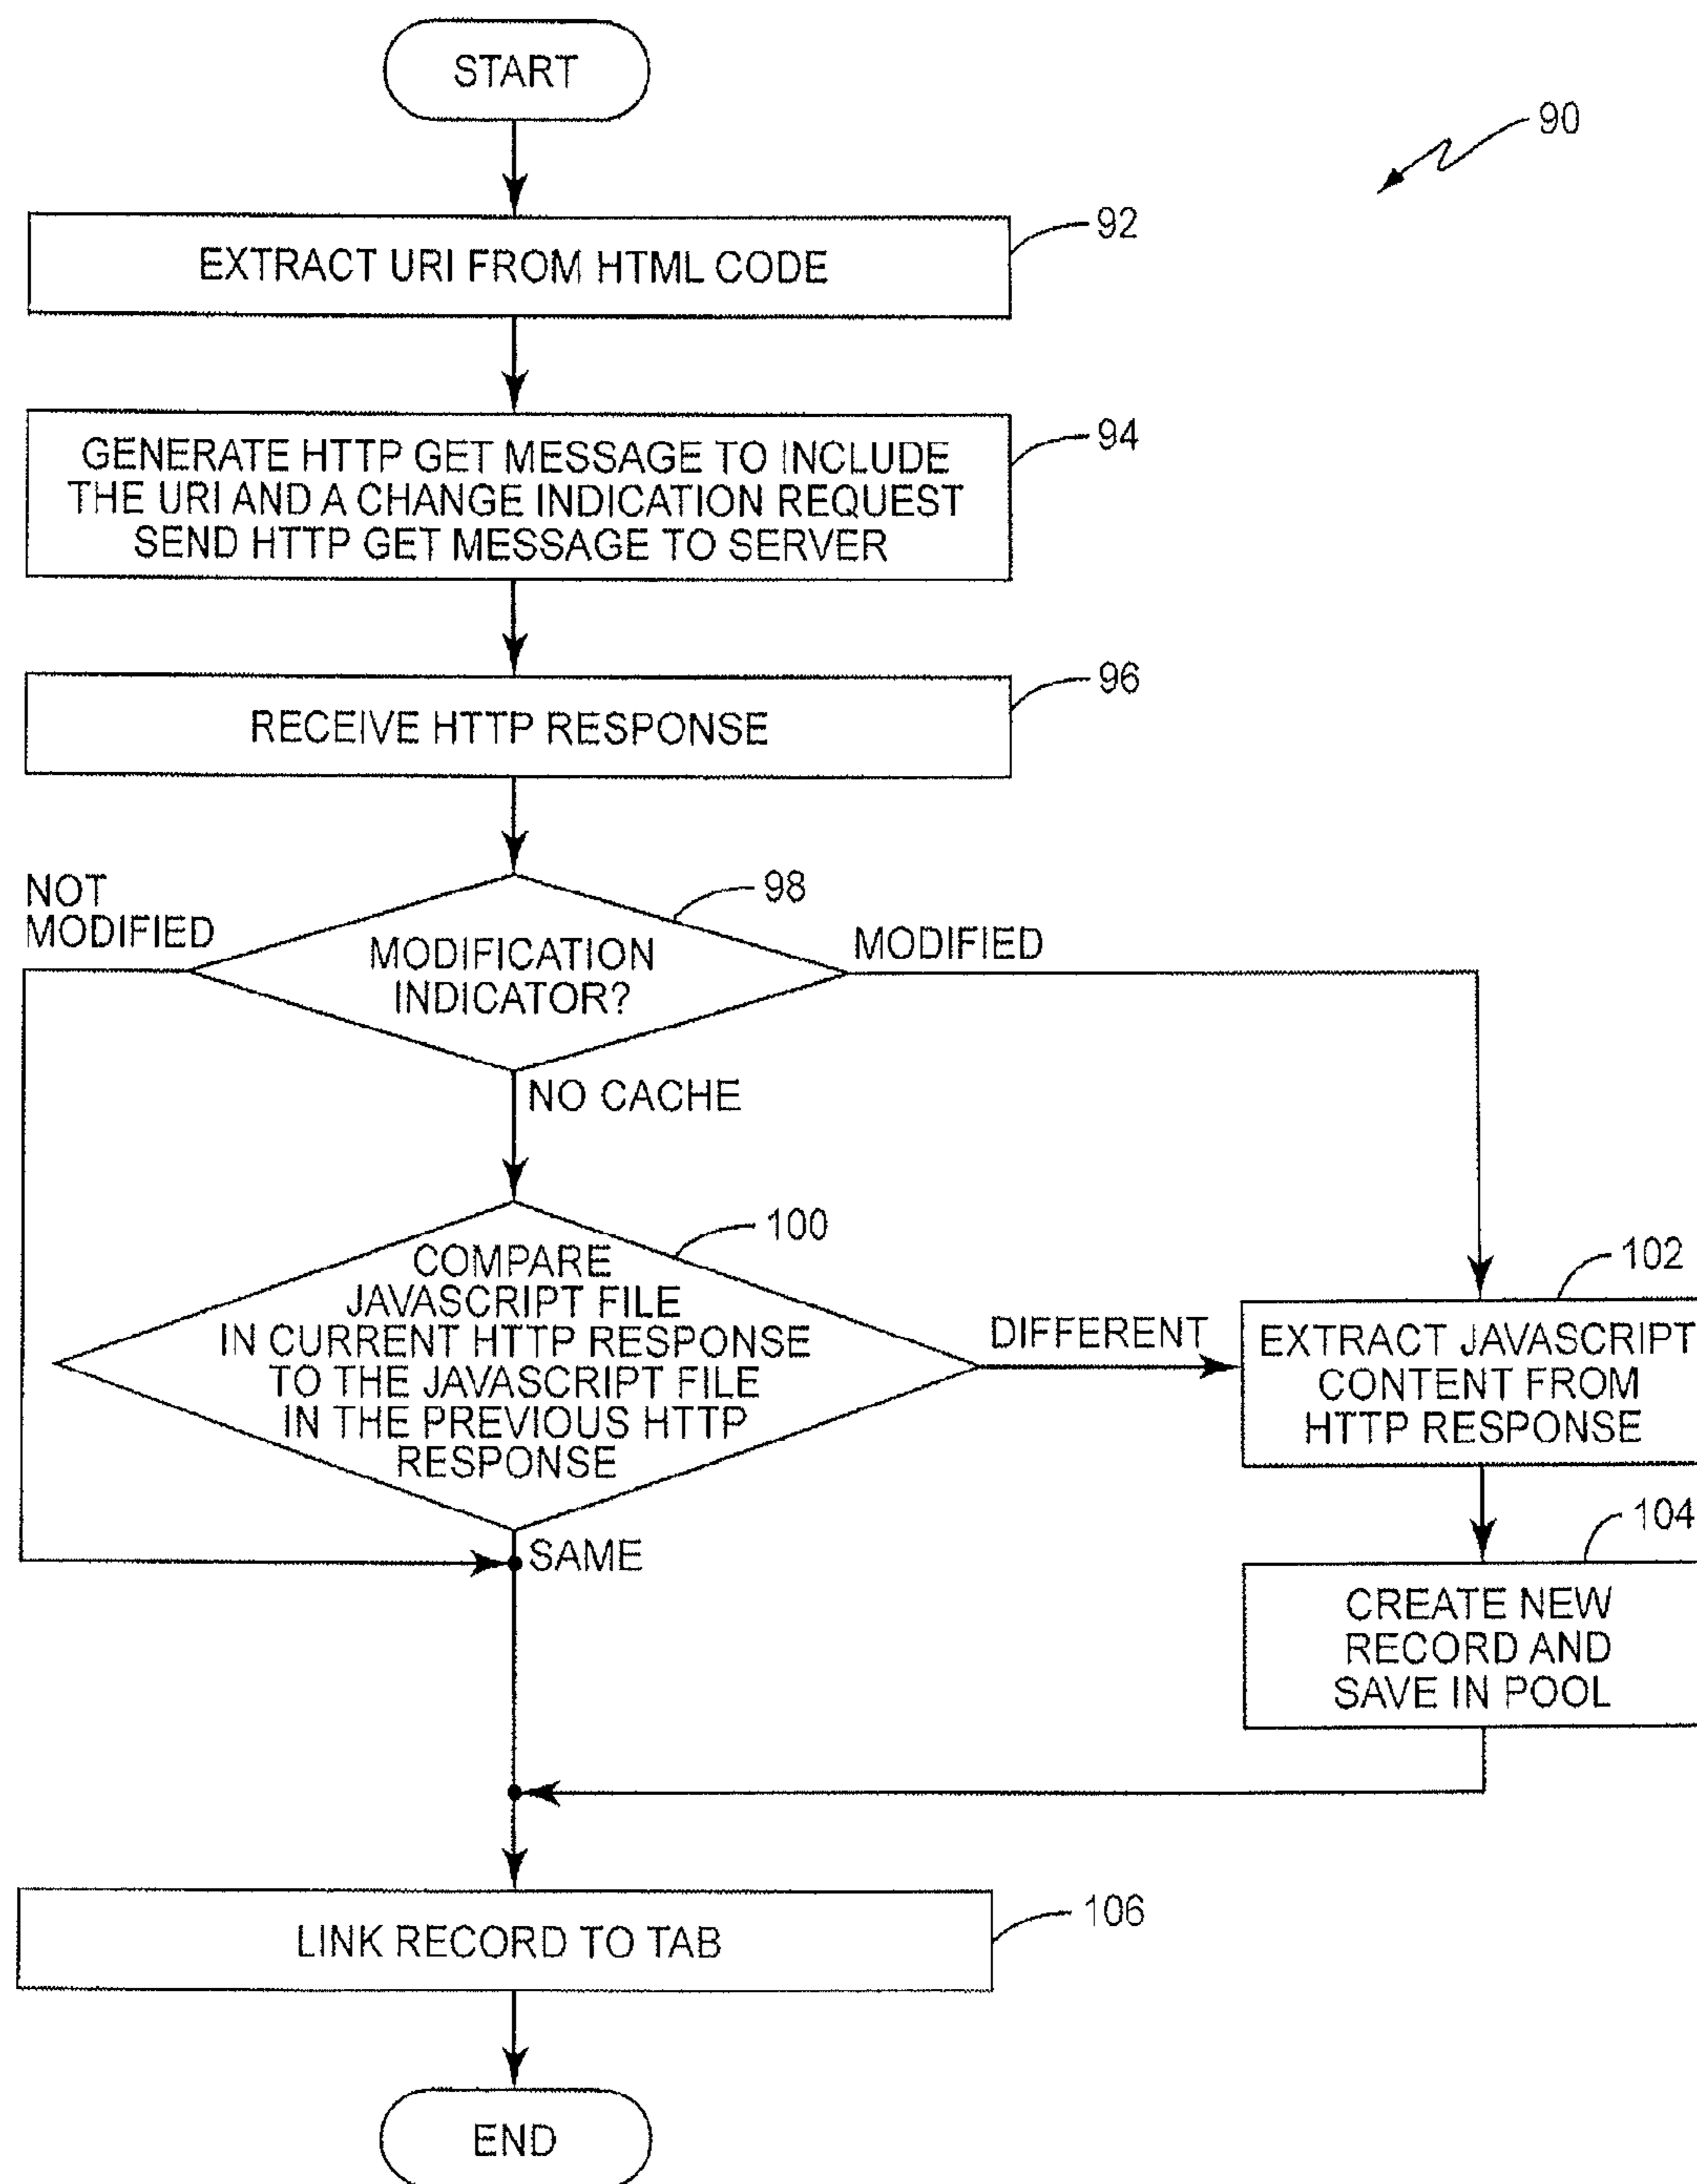 START
90
92
EXTRACT URI FROM HTML CODE
94
GENERATE HTTP GET MESSAGE TO INCLUDE
THE URI AND A CHANGE INDICATION REQUEST
SEND HTTP GET MESSAGE TO SERVER
96
RECEIVE HTTP RESPONSE
NOT
MODIFIED
98
MODIFIED
MODIFICATION
INDICATOR?
NO CACHE
100
COMPARE
JAVASCRIPT FILE
IN CURRENT HTTP RESPONSE
TO THE JAVASCRIPT FILE
IN THE PREVIOUS HTTP
RESPONSE
DIFFERENT
102
EXTRACT JAVASCRIPT
CONTENT FROM
HTTP RESPONSE
SAME
104
CREATE NEW
RECORD AND
SAVE IN POOL
106
LINK RECORD TO TAB
END